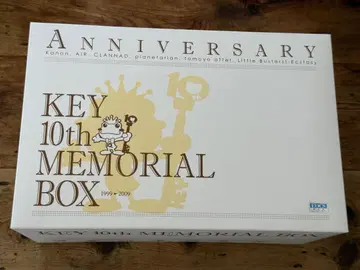 ANNIVERSARY
Kanon, AIR, CLANNAD, planetarian, tomoyo after, Little Busters! Ecstasy
10
KEY
10th
MEMORIAL
BOX
1999 ✦ 2009
KEY 10th MEMORIAL BOX